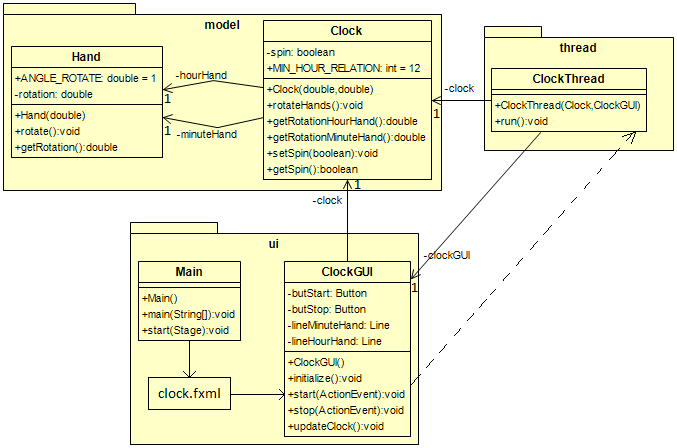 model
Hand
+ANGLE_ROTATE: double = 1
-rotation: double
+Hand(double)
+rotate():void
+getRotation():double
-hourHand
1
1
-minuteHand
Clock
-spin: boolean
+MIN_HOUR_RELATION: int = 12
+Clock(double,double)
+rotateHands():void
+getRotationHourHand():double
+getRotationMinuteHand():double
+setSpin(boolean):void
+getSpin():boolean
-clock
1
thread
ClockThread
+ClockThread(Clock,ClockGUI)
+run():void
1
-clock
-clockGUI
1
ui
Main
+Main()
+main(String[]):void
+start(Stage):void
clock.fxml
ClockGUI
-butStart: Button
-butStop: Button
-lineMinuteHand: Line
-lineHourHand: Line
+ClockGUI()
+initialize():void
+start(ActionEvent):void
+stop(ActionEvent):void
+updateClock():void